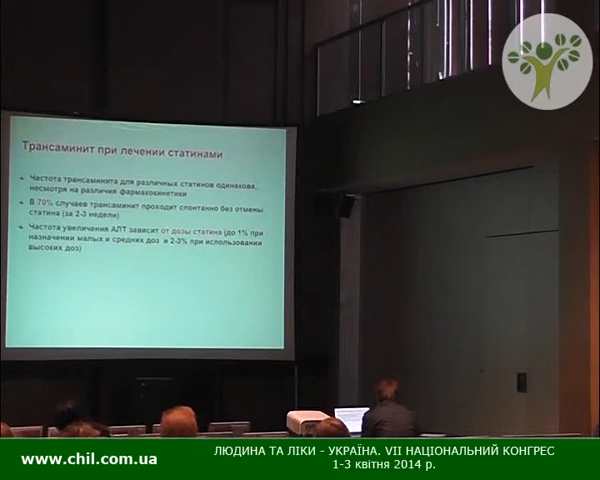 Трансаминит при лечении статинами
Частота трансаминита для различных статинов одинакова,
несмотря на различия фармакокинетики
В 70% случаев трансаминит проходит спонтанно без отмены
статина (за 2-3 недели)
Частота увеличения АЛТ зависит от дозы статина (до 1% при
назначении малых и средних доз и 2-3% при использовании
высоких доз)
www.chil.com.ua
ЛЮДИНА ТА ЛІКИ - УКРАЇНА. VII НАЦІОНАЛЬНИЙ КОНГРЕС
1-3 квітня 2014 р.